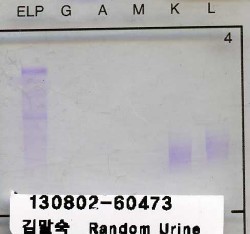 ELP G A M K L
4
130802-60473
김말숙 Random Urine